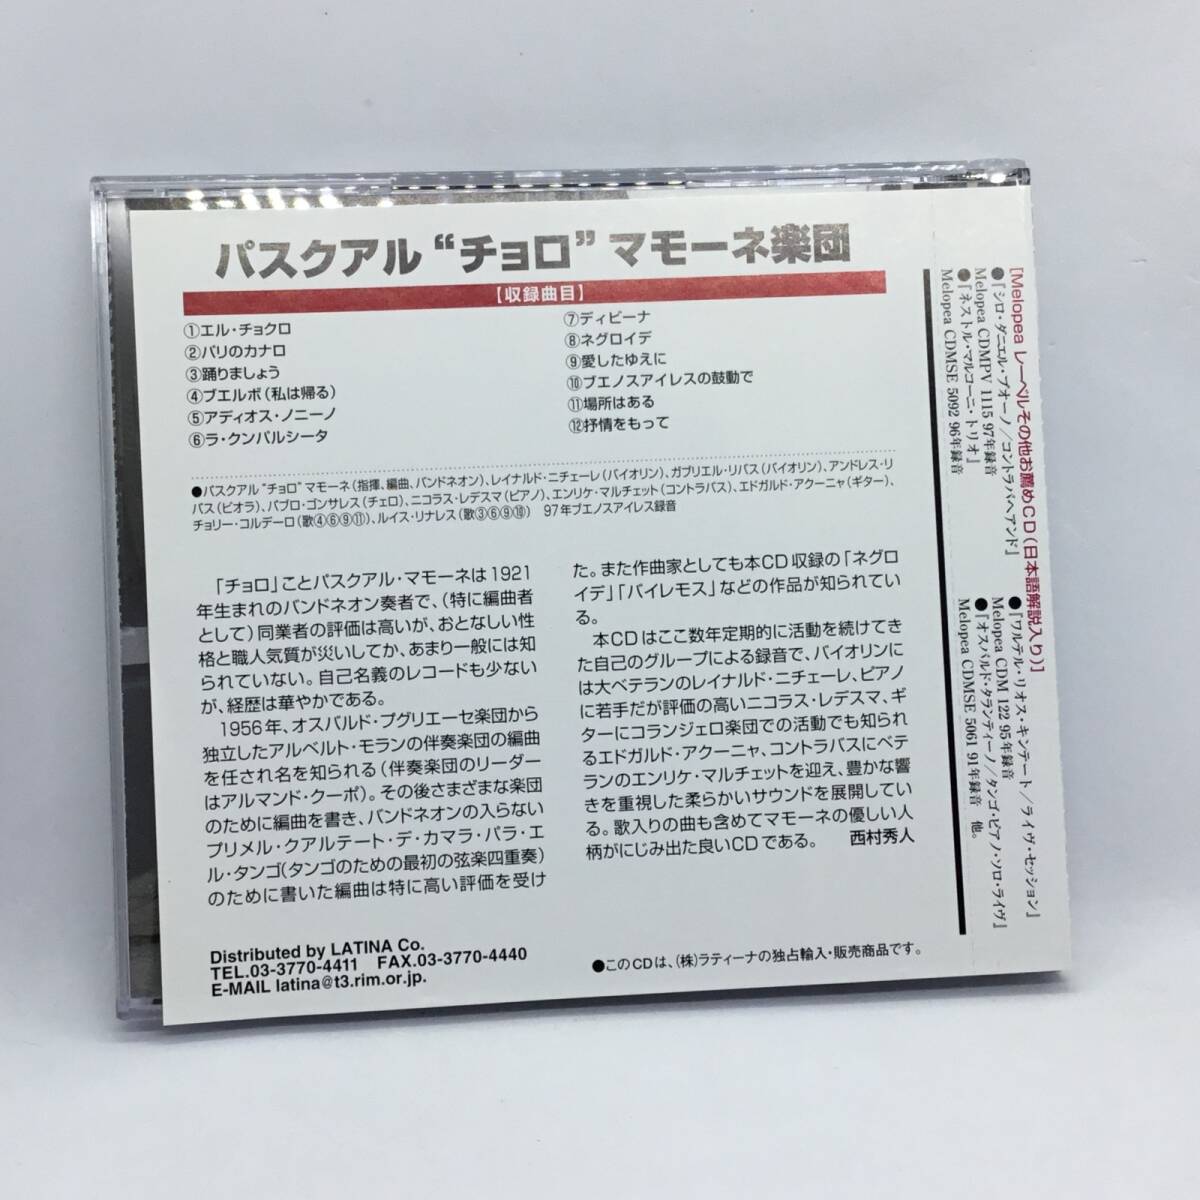 パスクアル“チョロ”マモーネ楽団
【収録曲目】
①エル・チョクロ
②パリのカナロ
③踊りましょう
④ブエルボ(私は帰る)
⑤アディオス・ノニーノ
⑥ラ・クンパルシータ
⑦ディビーナ
⑧ネグロイデ
⑨愛したゆえに
⑩ブエノスアイレスの鼓動で
⑪場所はある
⑫抒情をもって
●パスクアル“チョロ”マモーネ(指揮、編曲、バンドネオン)、レイナルド・ニチェーレ(バイオリン)、ガブリエル・リバス(バイオリン)、アンドレス・リ
バス(ビオラ)、パブロ・ゴンサレス(チェロ)、ニコラス・レデスマ(ピアノ)、エンリケ・マルチェット(コントラバス)、エドガルド・アクーニャ(ギター)、
チョリー・コルデーロ(歌④⑥⑨⑪)、ルイス・リナレス(歌③⑥⑨⑩) 97年ブエノスアイレス録音
「チョロ」ことパスクアル・マモーネは1921
年生まれのバンドネオン奏者で、(特に編曲者
として)同業者の評価は高いが、おとなしい性
格と職人気質が災いしてか、あまり一般には知
られていない。自己名義のレコードも少ない
が、経歴は華やかである。
1956年、オスバルド・プグリエーセ楽団から
独立したアルベルト・モランの伴奏楽団の編曲
を任され名を知られる(伴奏楽団のリーダー
はアルマンド・クーポ)。その後さまざまな楽団
のために編曲を書き、バンドネオンの入らない
プリメル・クアルテート・デ・カマラ・パラ・エ
ル・タンゴ(タンゴのための最初の弦楽四重奏)
のために書いた編曲は特に高い評価を受け
た。また作曲家としても本CD収録の「ネグロ
イデ」「バイレモス」などの作品が知られてい
る。
本CDはここ数年定期的に活動を続けてき
た自己のグループによる録音で、バイオリンに
は大ベテランのレイナルド・ニチェーレ、ピアノ
に若手だが評価の高いニコラス・レデスマ、ギ
ターにコランジェロ楽団での活動でも知られ
るエドガルド・アクーニャ、コントラバスにベテ
ランのエンリケ・マルチェットを迎え、豊かな響
きを重視した柔らかいサウンドを展開してい
る。歌入りの曲も含めてマモーネの優しい人
柄がにじみ出た良いCDである。 西村秀人
Distributed by LATINA Co.
TEL.03-3770-4411 FAX.03-3770-4440
E-MAIL latina@t3.rim.or.jp.
●このCDは、(株)ラティーナの独占輸入・販売商品です。
[Melopea レーベルその他お薦めCD(日本語解説入り)]
●『シロ・ダニエル・ブオーノ/コントラバヘアンド』
Melopea CDMPV 1115 97年録音
●『ネストル・マルコーニ・トリオ』
Melopea CDMSE 5092 96年録音
●『ワルテル・リオス・キンテート/ライヴ・セッション』
Melopea CDM 122 95年録音
●『オスバルド・タランティーノ/タンゴ・ピアノ・ソロ・ライヴ』
Melopea CDMSE 5061 91年録音 他。